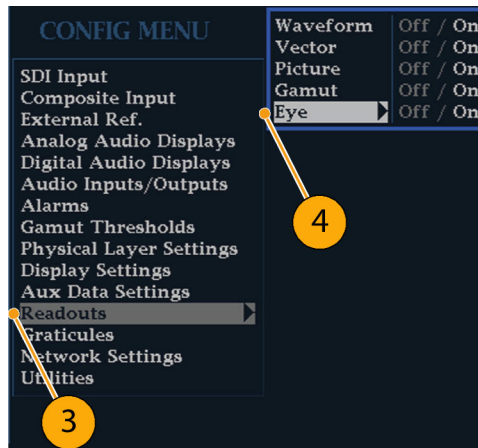 CONFIG MENU
SDI Input
Composite Input
External Ref.
Analog Audio Displays
Digital Audio Displays
Audio Inputs/Outputs
Alarms
Gamut Thresholds
Physical Layer Settings
Display Settings
Aux Data Settings
Readouts
Graticules
Network Settings
Utilities
Waveform Off / On
Vector Off / On
Picture Off / On
Gamut Off / On
Eye Off / On
4
3